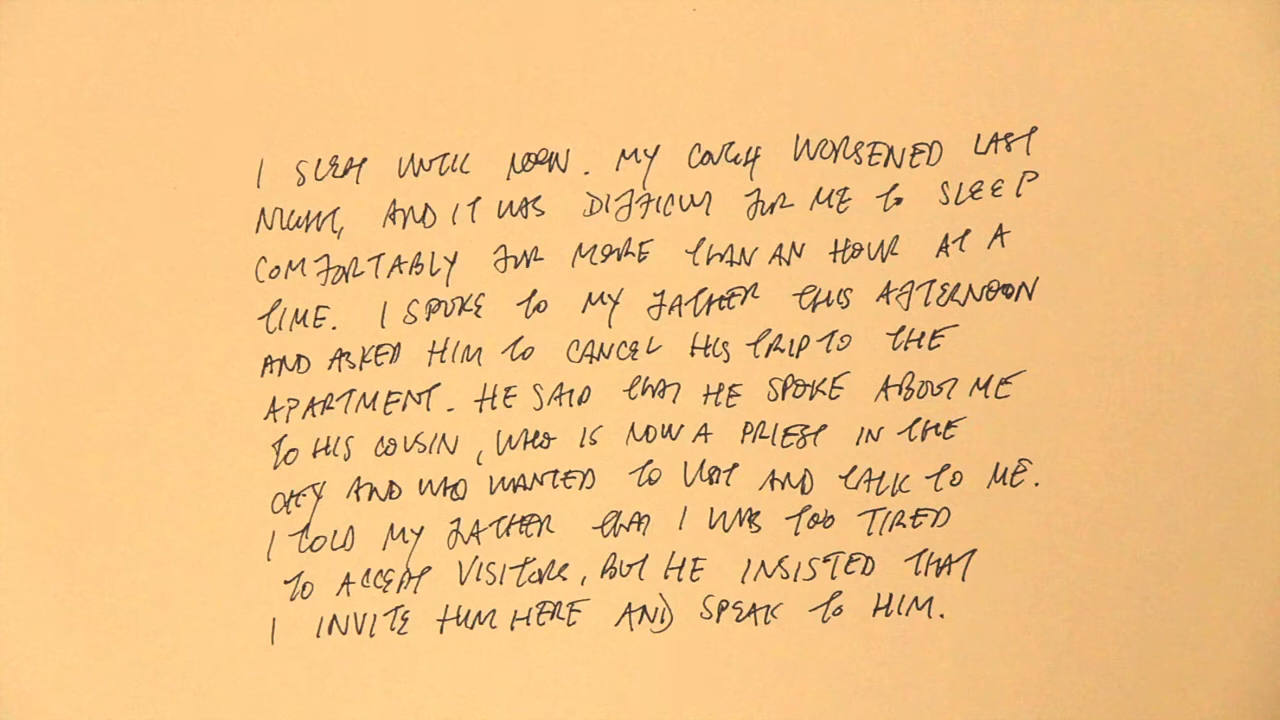 I SLEPT UNTIL NOON. MY COUGH WORSENED LAST
NIGHT, AND IT WAS DIFFICULT FOR ME TO SLEEP
COMFORTABLY FOR MORE THAN AN HOUR AT A
TIME. I SPOKE TO MY FATHER THIS AFTERNOON
AND ASKED HIM TO CANCEL HIS TRIP TO THE
APARTMENT. HE SAID THAT HE SPOKE ABOUT ME
TO HIS COUSIN, WHO IS NOW A PRIEST IN THE
CITY AND WHO WANTED TO VISIT AND TALK TO ME.
I TOLD MY FATHER THAT I WAS TOO TIRED
TO ACCEPT VISITORS, BUT HE INSISTED THAT
I INVITE HIM HERE AND SPEAK TO HIM.